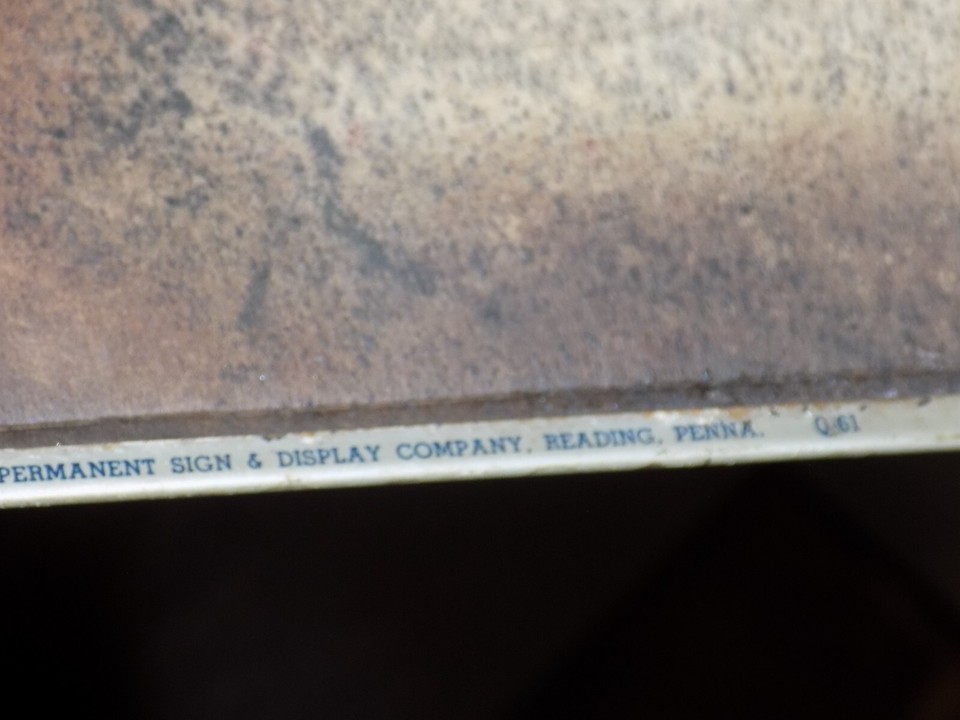 PERMANENT SIGN & DISPLAY COMPANY, READING, PENNA. Q-61